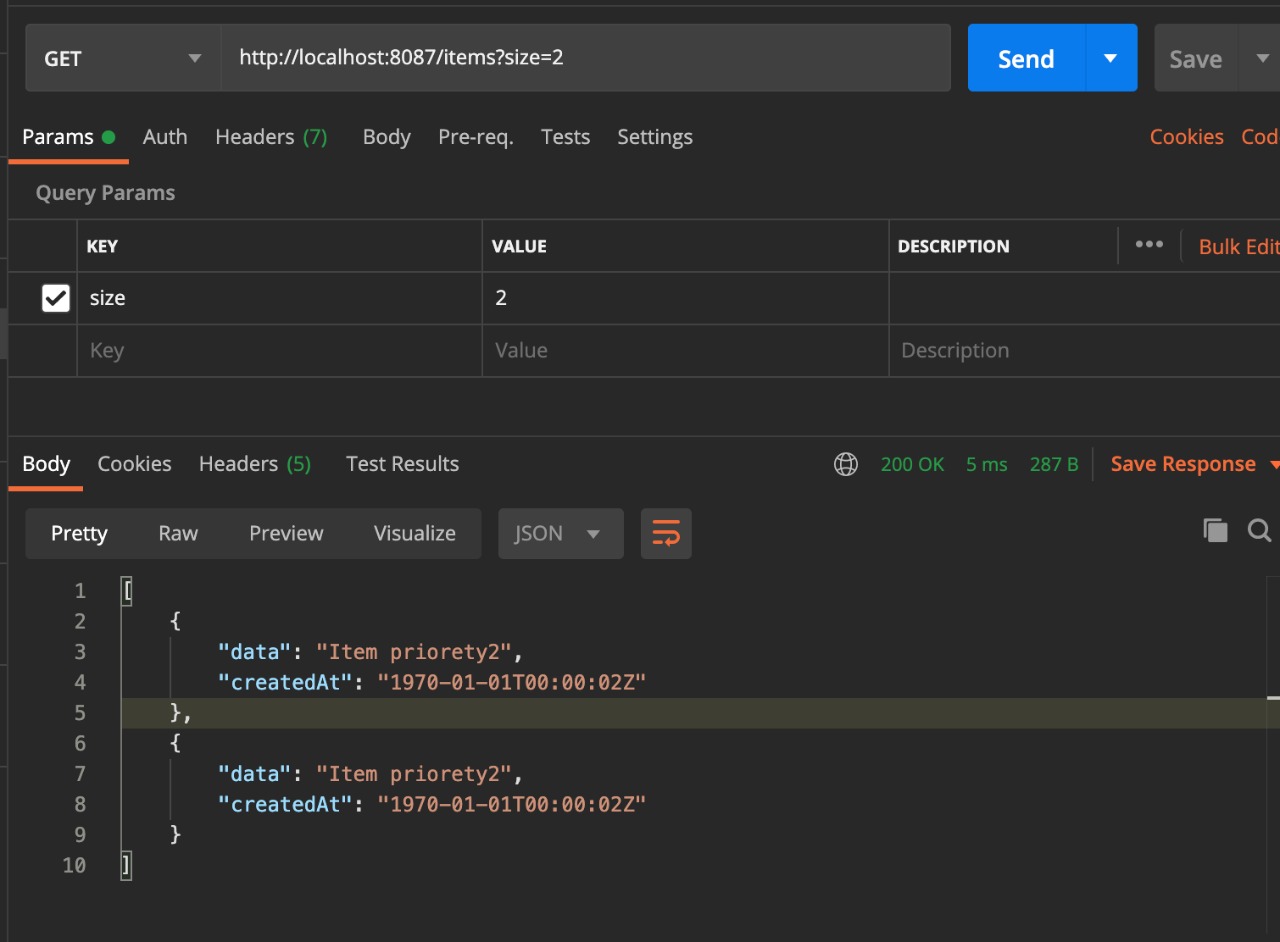 GET http://localhost:8087/items?size=2 Send Save
Params Auth Headers (7) Body Pre-req. Tests Settings Cookies Cod
Query Params
KEY VALUE DESCRIPTION ••• Bulk Edit
size 2
Key Value Description
Body Cookies Headers (5) Test Results 200 OK 5 ms 287 B Save Response
Pretty Raw Preview Visualize JSON
1 [
2 {
3 "data": "Item priorety2",
4 "createdAt": "1970-01-01T00:00:02Z"
5 },
6 {
7 "data": "Item priorety2",
8 "createdAt": "1970-01-01T00:00:02Z"
9 }
10 ]